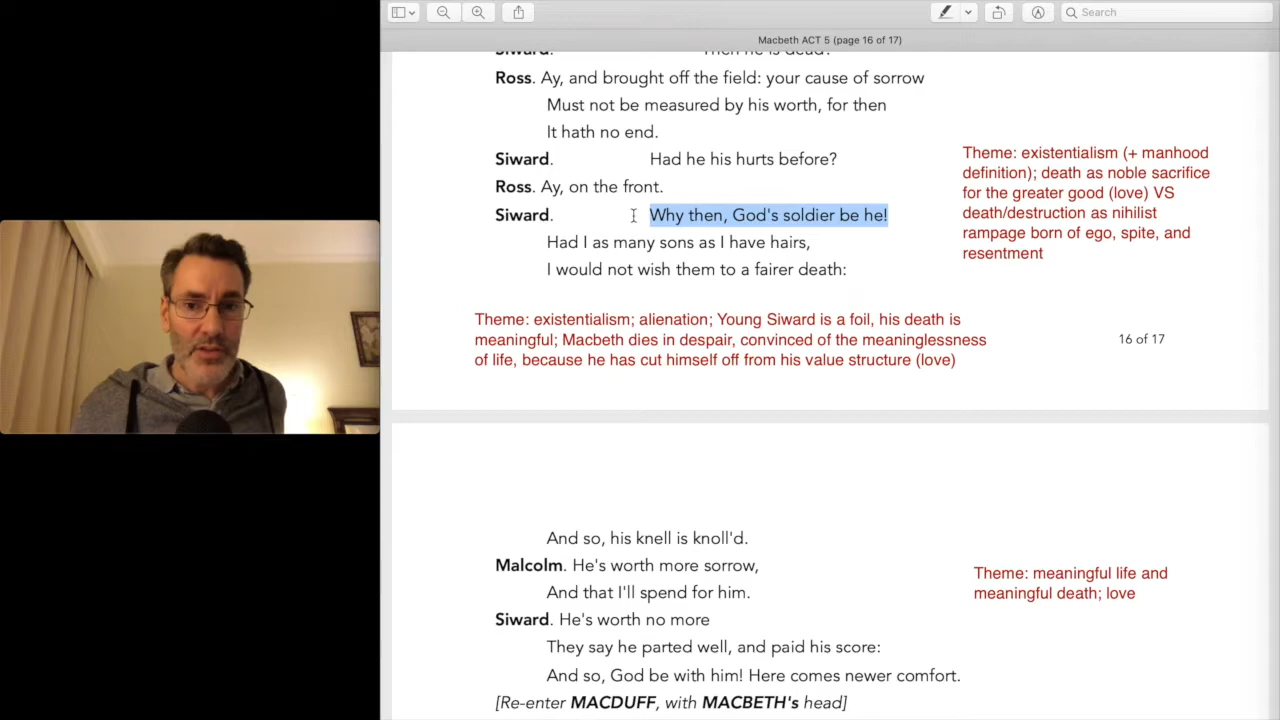 Search
Macbeth ACT 5 (page 16 of 17)
Siward. Then he is dead?
Ross. Ay, and brought off the field: your cause of sorrow
Must not be measured by his worth, for then
It hath no end.
Siward. Had he his hurts before?
Ross. Ay, on the front.
Siward. Why then, God's soldier be he!
Had I as many sons as I have hairs,
I would not wish them to a fairer death:
Theme: existentialism (+ manhood
definition); death as noble sacrifice
for the greater good (love) VS
death/destruction as nihilist
rampage born of ego, spite, and
resentment
Theme: existentialism; alienation; Young Siward is a foil, his death is
meaningful; Macbeth dies in despair, convinced of the meaninglessness
of life, because he has cut himself off from his value structure (love)
16 of 17
And so, his knell is knoll'd.
Malcolm. He's worth more sorrow,
And that I'll spend for him.
Siward. He's worth no more
They say he parted well, and paid his score:
And so, God be with him! Here comes newer comfort.
[Re-enter MACDUFF, with MACBETH's head]
Theme: meaningful life and
meaningful death; love